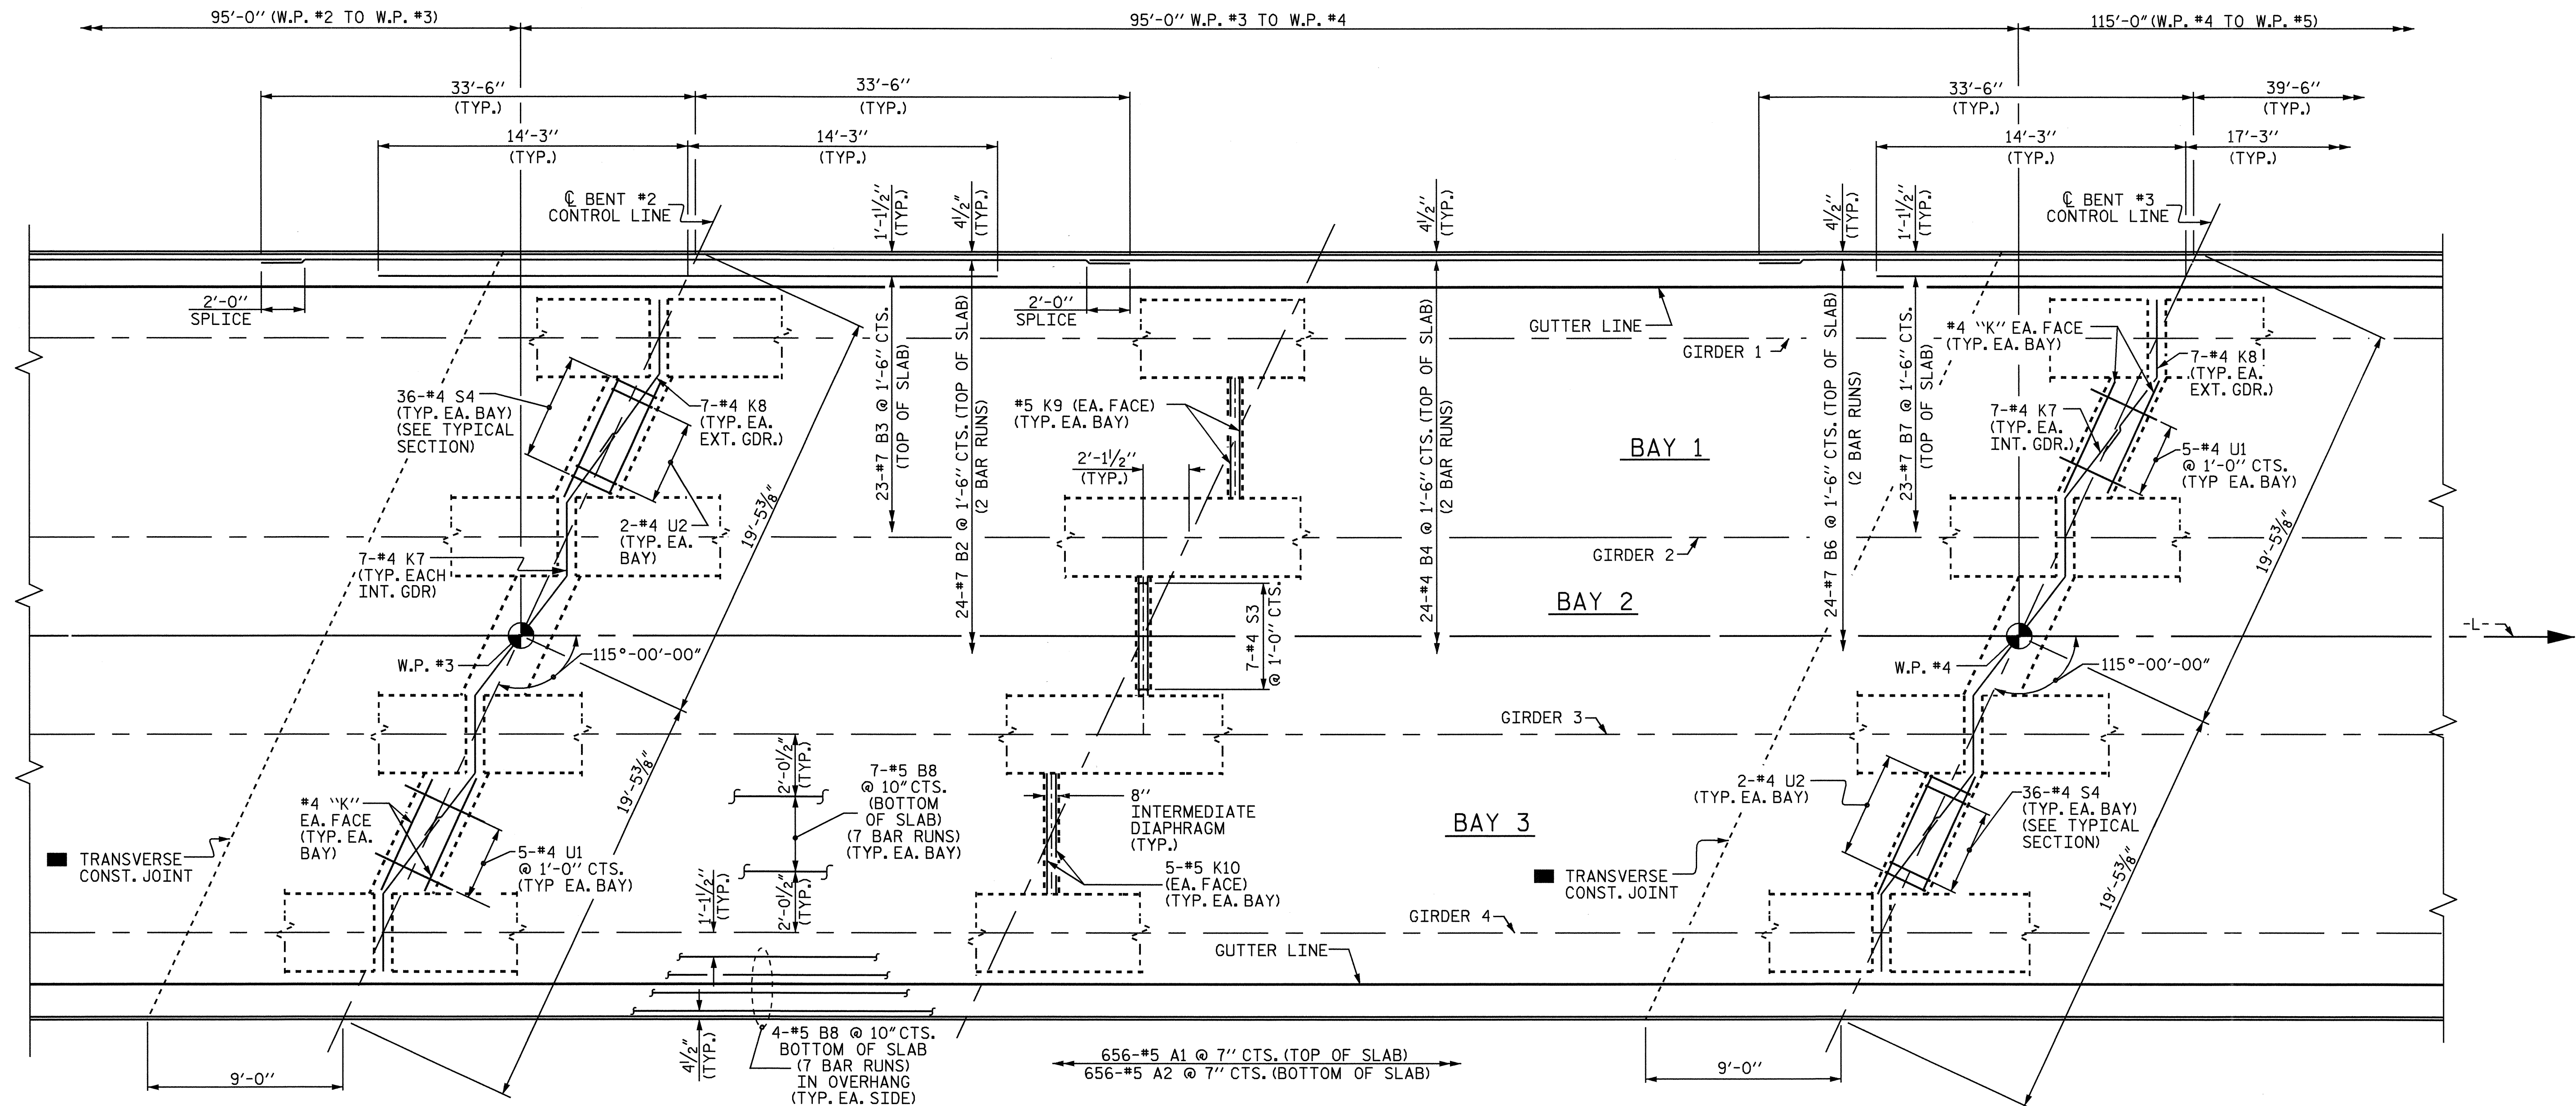 95'-0" (W.P. #2 TO W.P. #3)
95'-0" W.P. #3 TO W.P. #4
115'-0" (W.P. #4 TO W.P. #5)
33'-6"
(TYP.)
33'-6"
(TYP.)
33'-6"
(TYP.)
39'-6"
(TYP.)
14'-3"
(TYP.)
14'-3"
(TYP.)
14'-3"
(TYP.)
17'-3"
(TYP.)
℄ BENT #2
CONTROL LINE
1'-1½"
(TYP.)
4½"
(TYP.)
4½"
(TYP.)
4½"
(TYP.)
1'-1½"
(TYP.)
℄ BENT #3
CONTROL LINE
2'-0"
SPLICE
2'-0"
SPLICE
GUTTER LINE
GIRDER 1
23-#7 B3 @ 1'-6" CTS.
(TOP OF SLAB)
24-#7 B2 @ 1'-6" CTS. (TOP OF SLAB)
(2 BAR RUNS)
24-#4 B4 @ 1'-6" CTS. (TOP OF SLAB)
(2 BAR RUNS)
24-#7 B6 @ 1'-6" CTS. (TOP OF SLAB)
(2 BAR RUNS)
23-#7 B7 @ 1'-6" CTS.
(TOP OF SLAB)
#4 "K" EA. FACE
(TYP. EA. BAY)
7-#4 K8
(TYP. EA.
EXT. GDR.)
36-#4 S4
(TYP. EA. BAY)
(SEE TYPICAL
SECTION)
7-#4 K8
(TYP. EA.
EXT. GDR.)
#5 K9 (EA. FACE)
(TYP. EA. BAY)
BAY 1
7-#4 K7
(TYP. EA.
INT. GDR.)
5-#4 U1
@ 1'-0" CTS.
(TYP EA. BAY)
2'-1½"
(TYP.)
2-#4 U2
(TYP. EA.
BAY)
19'-5⅜"
19'-5⅜"
7-#4 K7
(TYP. EACH
INT. GDR)
GIRDER 2
BAY 2
7-#4 S3
@ 1'-0" CTS.
-L-
W.P. #3
115°-00'-00"
W.P. #4
115°-00'-00"
GIRDER 3
2'-0½"
(TYP.)
7-#5 B8
@ 10" CTS.
(BOTTOM
OF SLAB)
(7 BAR RUNS)
(TYP. EA. BAY)
19'-5⅜"
19'-5⅜"
8"
INTERMEDIATE
DIAPHRAGM
(TYP.)
2-#4 U2
(TYP. EA. BAY)
36-#4 S4
(TYP. EA. BAY)
(SEE TYPICAL
SECTION)
#4 "K"
EA. FACE
(TYP. EA.
BAY)
BAY 3
TRANSVERSE
CONST. JOINT
5-#4 U1
@ 1'-0" CTS.
(TYP EA. BAY)
1'-1½"
(TYP.)
2'-0½"
(TYP.)
5-#5 K10
(EA. FACE)
(TYP. EA. BAY)
TRANSVERSE
CONST. JOINT
GIRDER 4
GUTTER LINE
4½"
(TYP.)
4-#5 B8 @ 10" CTS.
BOTTOM OF SLAB
(7 BAR RUNS)
IN OVERHANG
(TYP. EA. SIDE)
656-#5 A1 @ 7" CTS. (TOP OF SLAB)
656-#5 A2 @ 7" CTS. (BOTTOM OF SLAB)
9'-0"
9'-0"